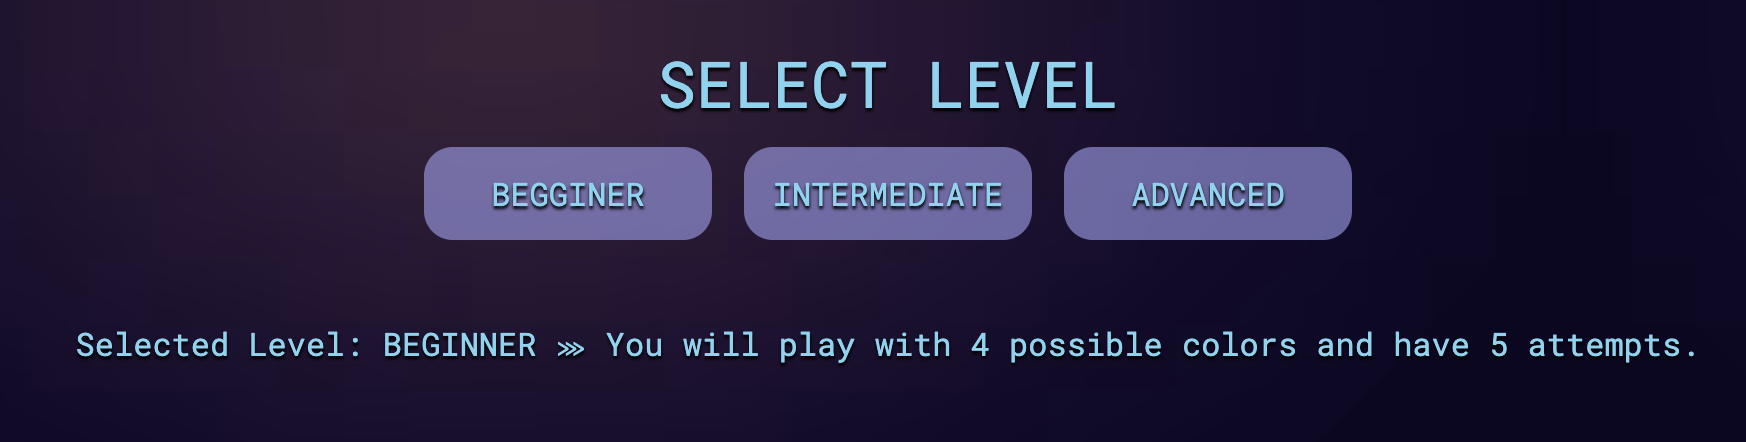 SELECT LEVEL
BEGGINER INTERMEDIATE ADVANCED
Selected Level: BEGINNER ⋙ You will play with 4 possible colors and have 5 attempts.